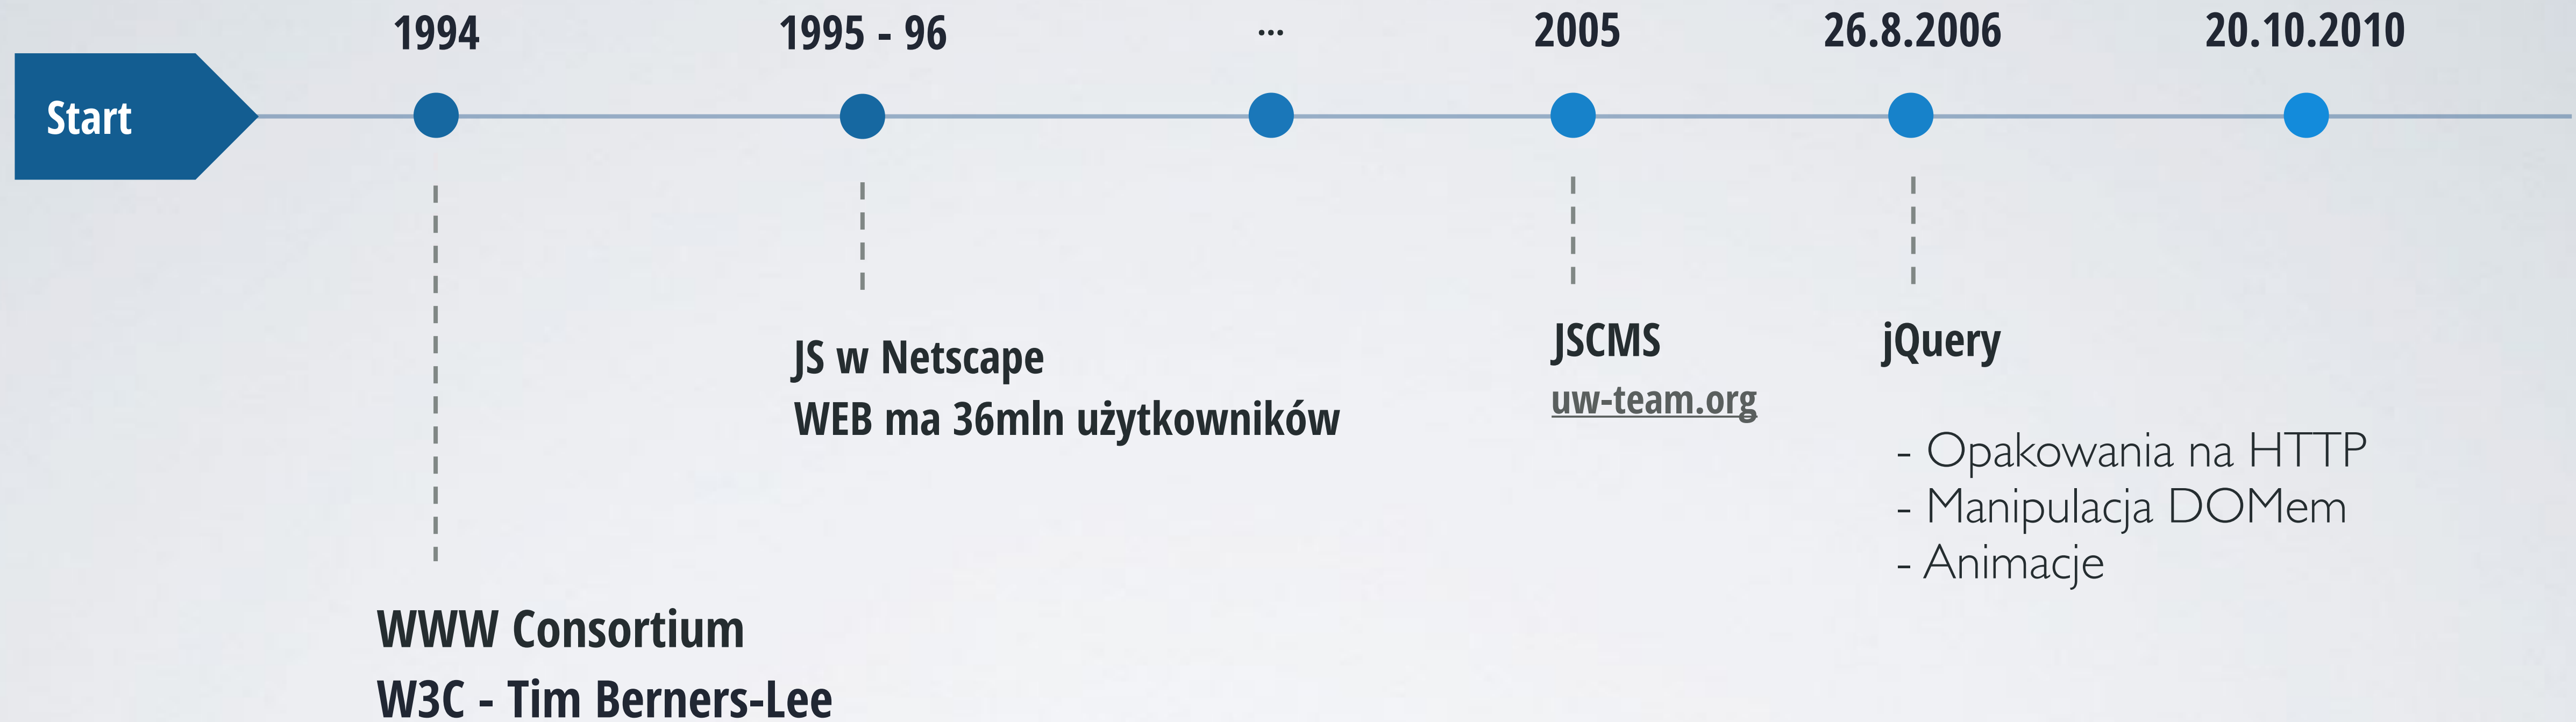 1994
1995 - 96
...
2005
26.8.2006
20.10.2010
Start
JS w Netscape
WEB ma 36mln użytkowników
JSCMS
uw-team.org
jQuery
- Opakowania na HTTP
- Manipulacja DOMem
- Animacje
WWW Consortium
W3C - Tim Berners-Lee